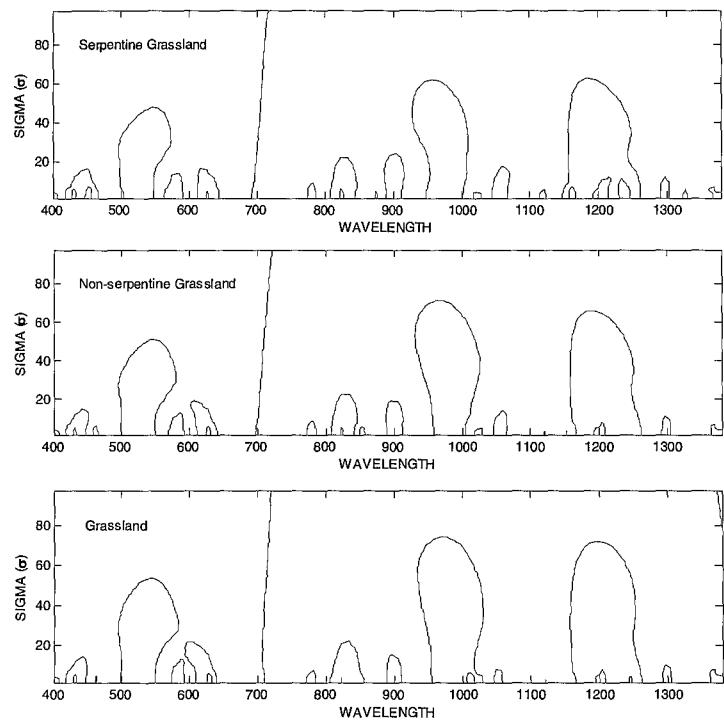 Serpentine Grassland
SIGMA (σ)
80
60
40
20
400 500 600 700 800 900 1000 1100 1200 1300
WAVELENGTH
Non-serpentine Grassland
SIGMA (σ)
80
60
40
20
400 500 600 700 800 900 1000 1100 1200 1300
WAVELENGTH
Grassland
SIGMA (σ)
80
60
40
20
400 500 600 700 800 900 1000 1100 1200 1300
WAVELENGTH